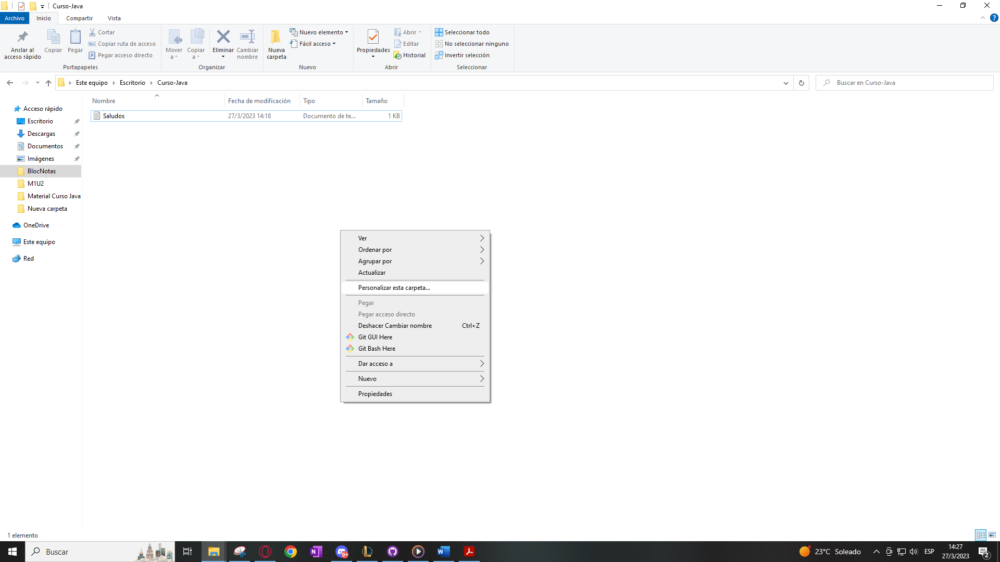 Curso-Java
Archivo
Inicio
Compartir
Vista
Anclar al
acceso rápido
Copiar
Pegar
Cortar
Copiar ruta de acceso
Pegar acceso directo
Portapapeles
Mover
a
Copiar
a
Eliminar
Cambiar
nombre
Organizar
Nueva
carpeta
Nuevo elemento
Fácil acceso
Nuevo
Propiedades
Abrir
Editar
Historial
Abrir
Seleccionar todo
No seleccionar ninguno
Invertir selección
Seleccionar
Este equipo
Escritorio
Curso-Java
Buscar en Curso-Java
Nombre
Fecha de modificación
Tipo
Tamaño
Saludos
27/3/2023 14:18
Documento de te...
1 KB
Acceso rápido
Escritorio
Descargas
Documentos
Imágenes
BlocNotas
M1U2
Material Curso Java
Nueva carpeta
OneDrive
Este equipo
Red
Ver
Ordenar por
Agrupar por
Actualizar
Personalizar esta carpeta...
Pegar
Pegar acceso directo
Deshacer Cambiar nombre Ctrl+Z
Git GUI Here
Git Bash Here
Dar acceso a
Nuevo
Propiedades
1 elemento
Buscar
9+
23°C Soleado
ESP
14:27
27/3/2023
2